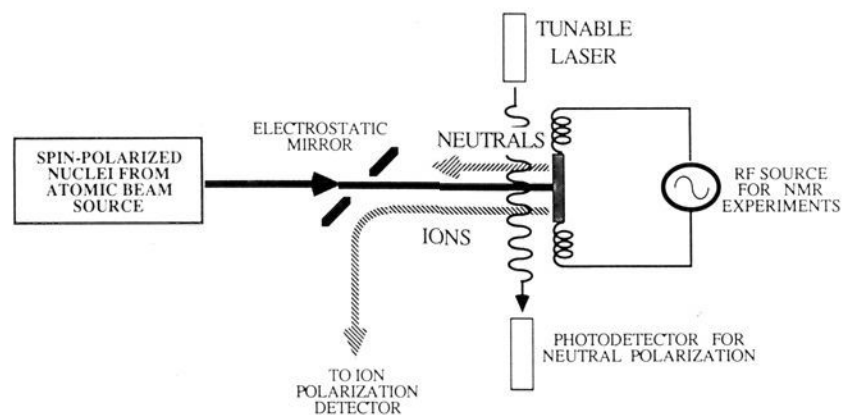 TUNABLE
LASER
ELECTROSTATIC
MIRROR
NEUTRALS
SPIN-POLARIZED
NUCLEI FROM
ATOMIC BEAM
SOURCE
RF SOURCE
FOR NMR
EXPERIMENTS
IONS
PHOTODETECTOR FOR
NEUTRAL POLARIZATION
TO ION
POLARIZATION
DETECTOR